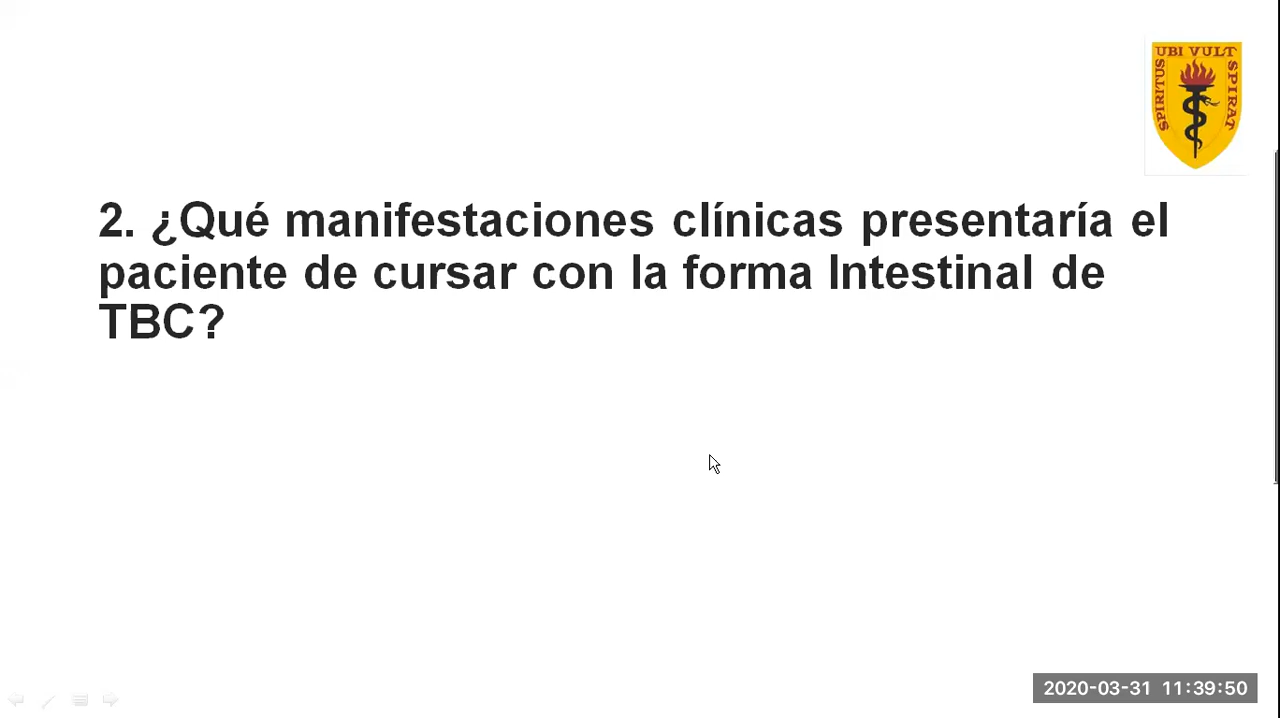 SPIRITUS UBI VULT SPIRAT
2. ¿Qué manifestaciones clínicas presentaría el
paciente de cursar con la forma Intestinal de
TBC?
2020-03-31 11:39:50